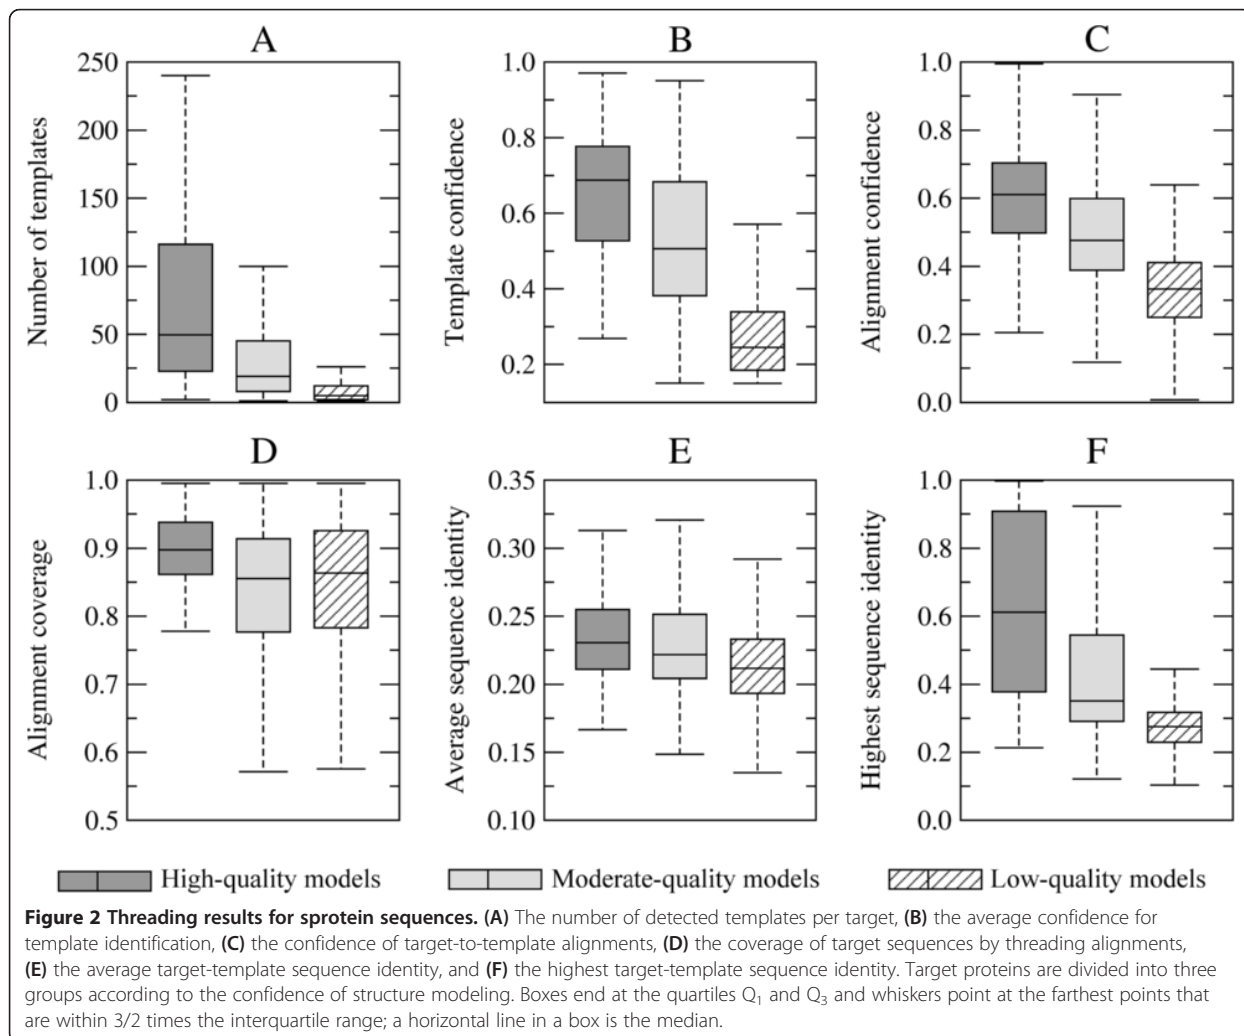 A
B
C
Number of templates
250
200
150
100
50
0
Template confidence
1.0
0.8
0.6
0.4
0.2
Alignment confidence
1.0
0.8
0.6
0.4
0.2
0.0
D
E
F
Alignment coverage
1.0
0.9
0.8
0.7
0.6
0.5
Average sequence identity
0.35
0.30
0.25
0.20
0.15
0.10
Highest sequence identity
1.0
0.8
0.6
0.4
0.2
0.0
High-quality models
Moderate-quality models
Low-quality models
Figure 2 Threading results for sprotein sequences. (A) The number of detected templates per target, (B) the average confidence for
template identification, (C) the confidence of target-to-template alignments, (D) the coverage of target sequences by threading alignments,
(E) the average target-template sequence identity, and (F) the highest target-template sequence identity. Target proteins are divided into three
groups according to the confidence of structure modeling. Boxes end at the quartiles Q₁ and Q₃ and whiskers point at the farthest points that
are within 3/2 times the interquartile range; a horizontal line in a box is the median.